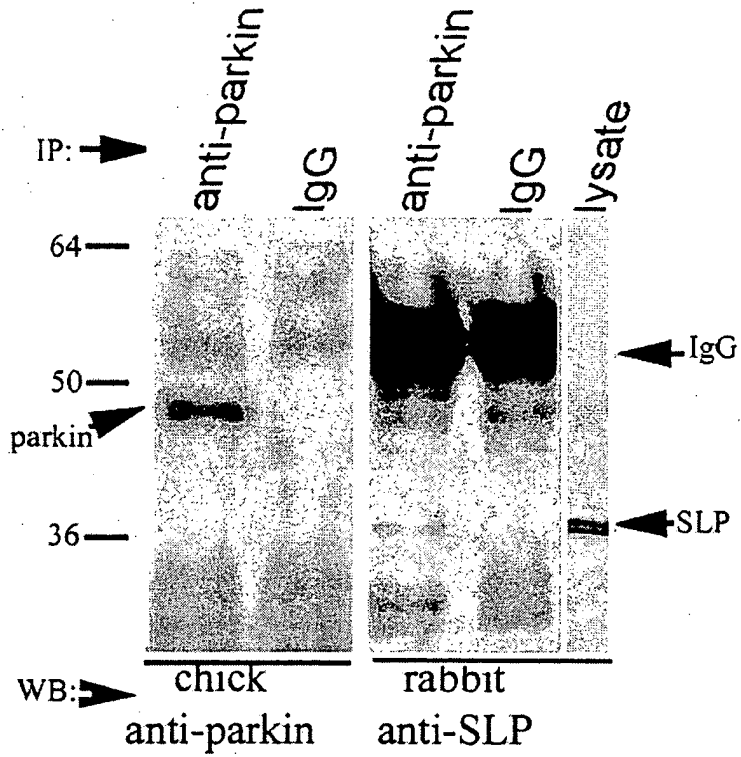 IP:
anti-parkin
IgG
anti-parkin
IgG
lysate
64
IgG
50
parkin
SLP
36
WB:
chick
anti-parkin
rabbit
anti-SLP